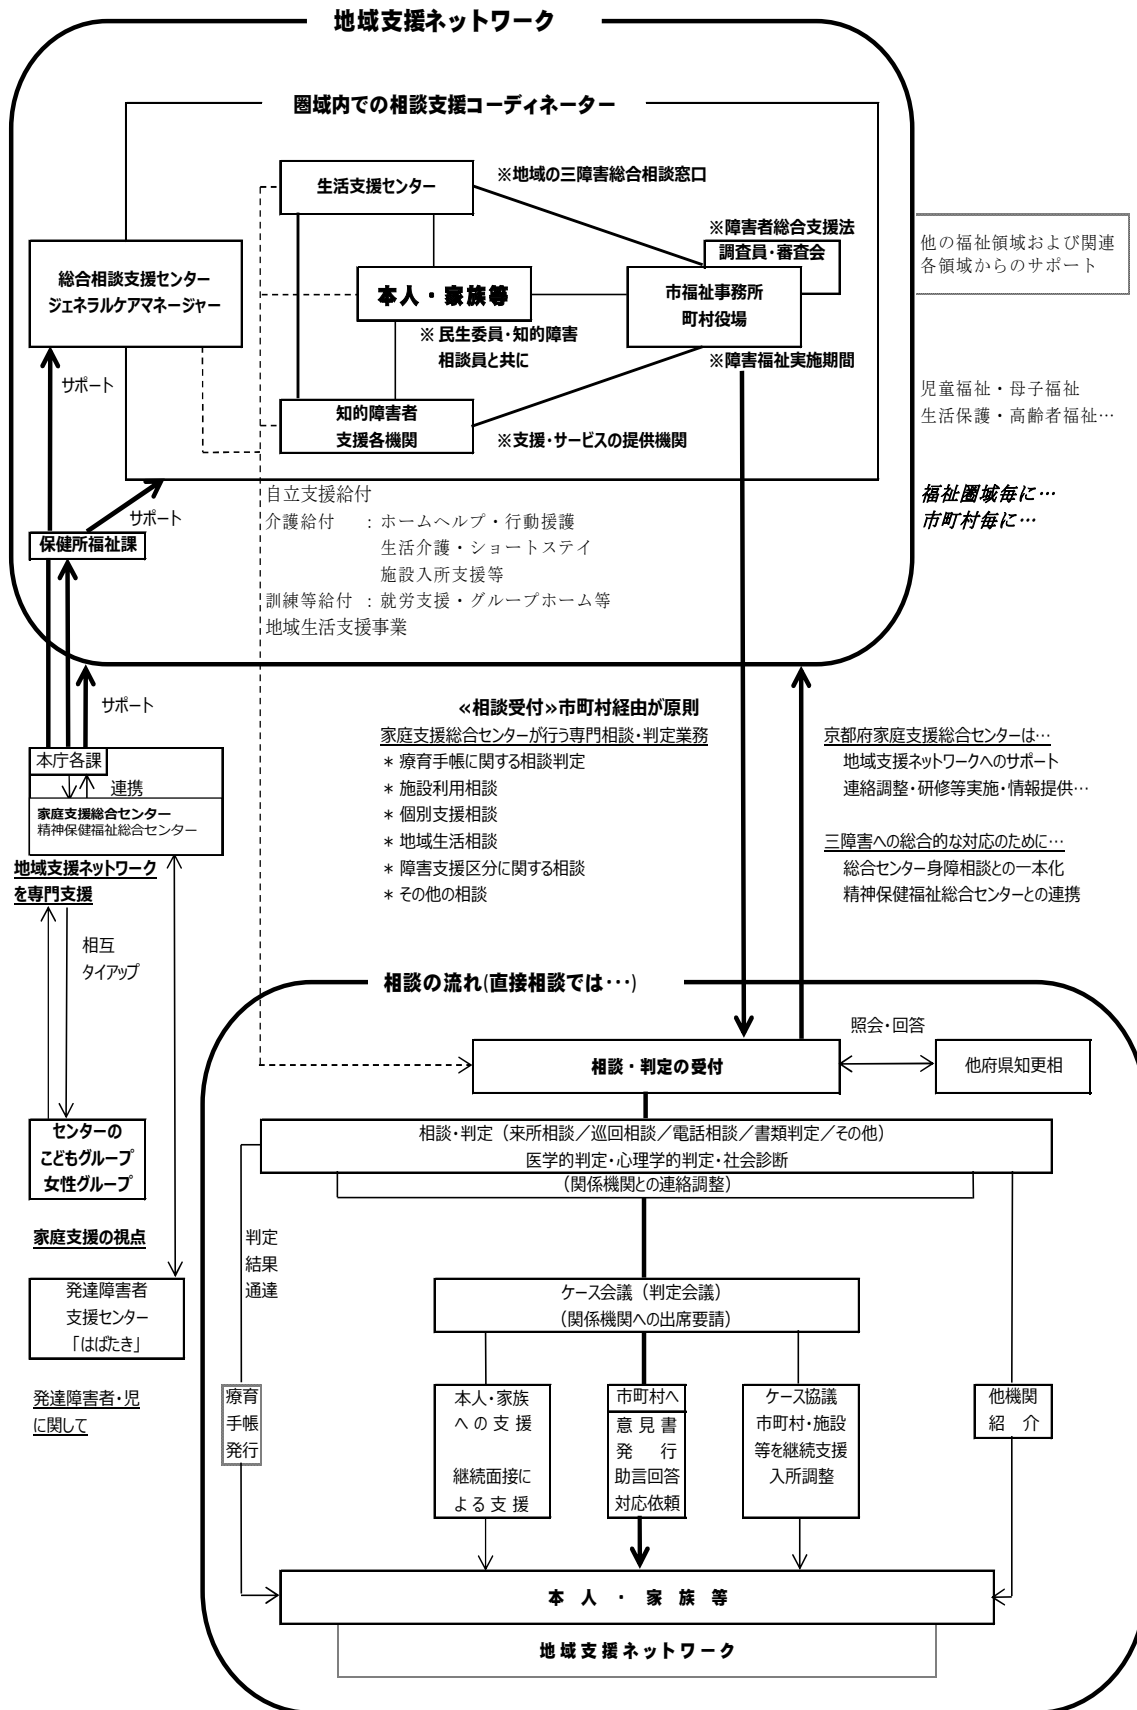 地域支援ネットワーク
圏域内での相談支援コーディネーター
生活支援センター
※地域の三障害総合相談窓口
※障害者総合支援法
調査員・審査会
他の福祉領域および関連
各領域からのサポート
総合相談支援センター
ジェネラルケアマネージャー
本人・家族等
市福祉事務所
町村役場
※ 民生委員・知的障害
相談員と共に
※障害福祉実施期間
サポート
児童福祉・母子福祉
生活保護・高齢者福祉…
知的障害者
支援各機関
※支援・サービスの提供機関
福祉圏域毎に…
市町村毎に…
サポート
保健所福祉課
自立支援給付
介護給付 : ホームヘルプ・行動援護
生活介護・ショートステイ
施設入所支援等
訓練等給付 : 就労支援・グループホーム等
地域生活支援事業
サポート
≪相談受付≫市町村経由が原則
家庭支援総合センターが行う専門相談・判定業務
＊ 療育手帳に関する相談判定
＊ 施設利用相談
＊ 個別支援相談
＊ 地域生活相談
＊ 障害支援区分に関する相談
＊ その他の相談
京都府家庭支援総合センターは…
地域支援ネットワークへのサポート
連絡調整・研修等実施・情報提供…
三障害への総合的な対応のために…
総合センター身障相談との一本化
精神保健福祉総合センターとの連携
本庁各課
連携
家庭支援総合センター
精神保健福祉総合センター
地域支援ネットワーク
を専門支援
相互
タイアップ
センターの
こどもグループ
女性グループ
家庭支援の視点
発達障害者
支援センター
「はばたき」
発達障害者・児
に関して
相談の流れ(直接相談では…)
照会・回答
相談・判定の受付
他府県知更相
相談・判定（来所相談／巡回相談／電話相談／書類判定／その他）
医学的判定・心理学的判定・社会診断
（関係機関との連絡調整）
判定
結果
通達
ケース会議（判定会議）
（関係機関への出席要請）
療育
手帳
発行
本人・家族
への支援
継続面接に
よる支援
市町村へ
意見書
発 行
助言回答
対応依頼
ケース協議
市町村・施設
等を継続支援
入所調整
他機関
紹 介
本 人 ・ 家 族 等
地域支援ネットワーク